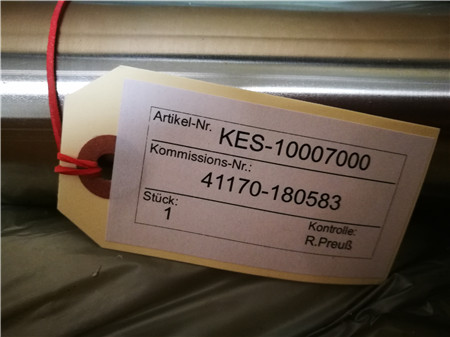 Artikel-Nr. KES-10007000
Kommissions-Nr.:
41170-180583
Stück: Kontrolle:
1 R.Preuß